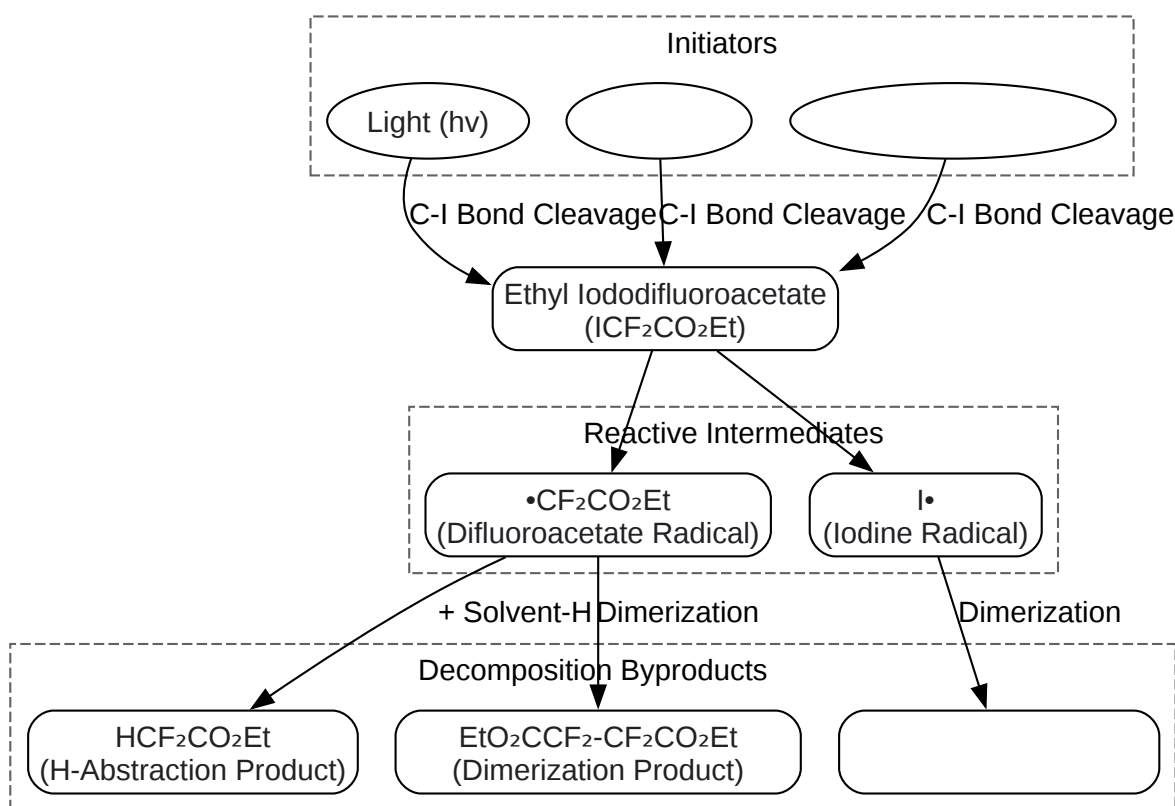 Initiators
Light (hv)
C-I Bond Cleavage
C-I Bond Cleavage
C-I Bond Cleavage
Ethyl Iododifluoroacetate
(ICF₂CO₂Et)
Reactive Intermediates
•CF₂CO₂Et
(Difluoroacetate Radical)
I•
(Iodine Radical)
+ Solvent-H
Dimerization
Dimerization
Decomposition Byproducts
HCF₂CO₂Et
(H-Abstraction Product)
EtO₂CCF₂-CF₂CO₂Et
(Dimerization Product)